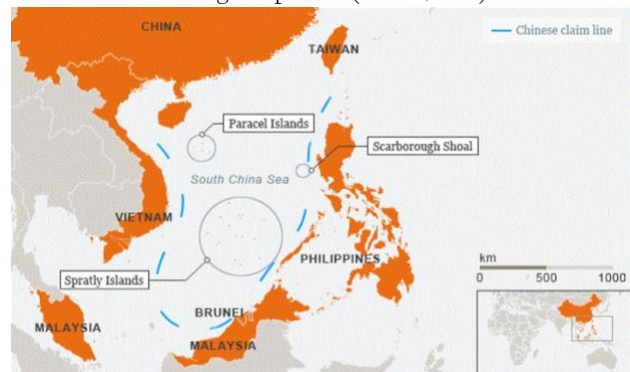 CHINA
Chinese claim line
TAIWAN
Paracel Islands
Scarborough Shoal
South China Sea
VIETNAM
PHILIPPINES
km
0 500 1000
Spratly Islands
BRUNEI
MALAYSIA
MALAYSIA